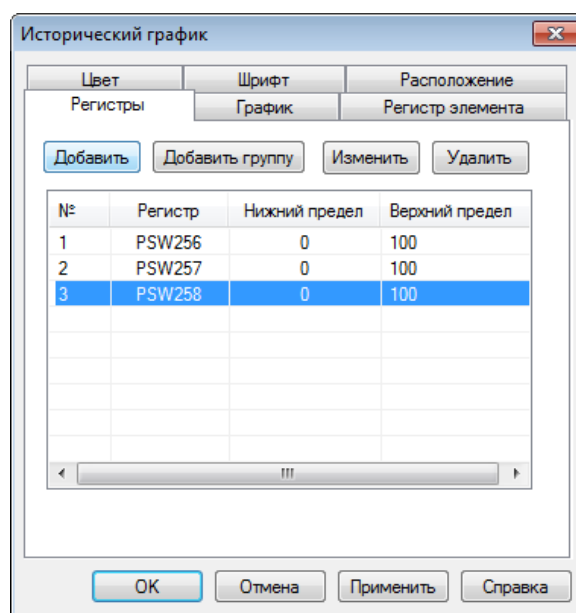 Исторический график
Цвет Шрифт Расположение
Регистры График Регистр элемента
Добавить Добавить группу Изменить Удалить
№ Регистр Нижний предел Верхний предел
1 PSW256 0 100
2 PSW257 0 100
3 PSW258 0 100
OK Отмена Применить Справка